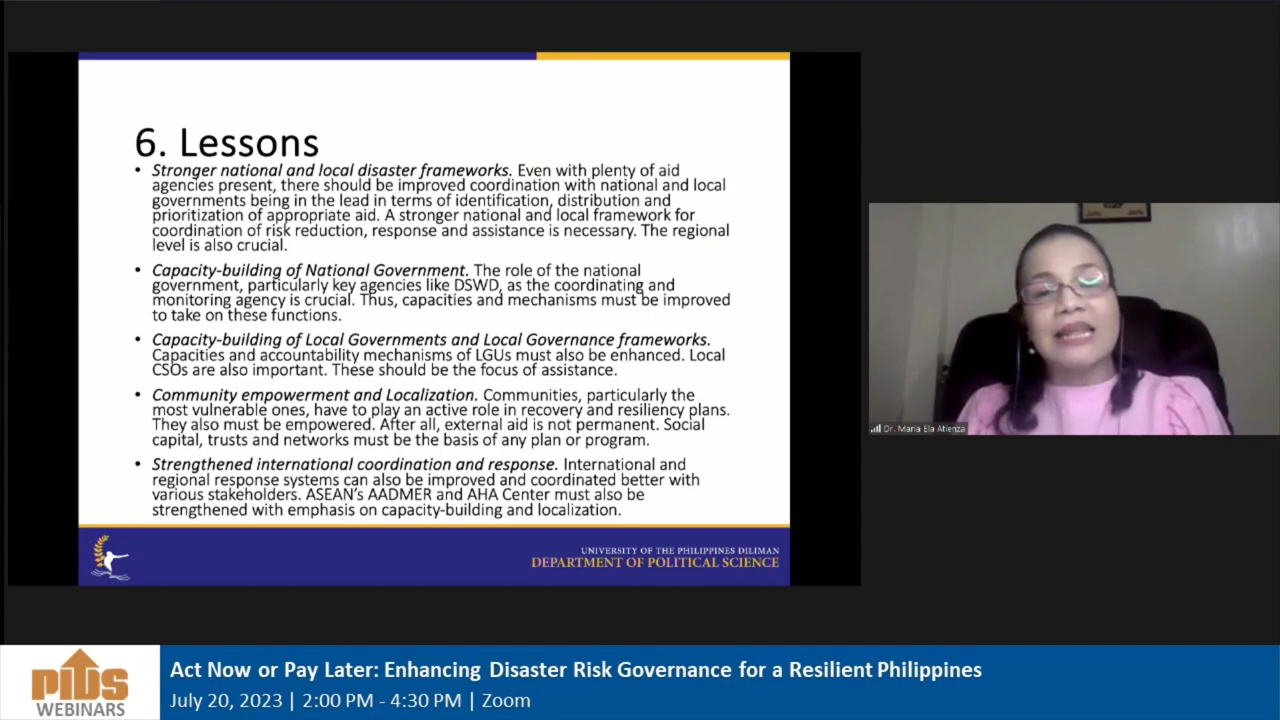 6. Lessons
• Stronger national and local disaster frameworks. Even with plenty of aid
agencies present, there should be improved coordination with national and local
governments being in the lead in terms of identification, distribution and
prioritization of appropriate aid. A stronger national and local framework for
coordination of risk reduction, response and assistance is necessary. The regional
level is also crucial.
• Capacity-building of National Government. The role of the national
government, particularly key agencies like DSWD, as the coordinating and
monitoring agency is crucial. Thus, capacities and mechanisms must be improved
to take on these functions.
• Capacity-building of Local Governments and Local Governance frameworks.
Capacities and accountability mechanisms of LGUs must also be enhanced. Local
CSOs are also important. These should be the focus of assistance.
• Community empowerment and Localization. Communities, particularly the
most vulnerable ones, have to play an active role in recovery and resiliency plans.
They also must be empowered. After all, external aid is not permanent. Social
capital, trusts and networks must be the basis of any plan or program.
• Strengthened international coordination and response. International and
regional response systems can also be improved and coordinated better with
various stakeholders. ASEAN's AADMER and AHA Center must also be
strengthened with emphasis on capacity-building and localization.
UNIVERSITY OF THE PHILIPPINES DILIMAN
DEPARTMENT OF POLITICAL SCIENCE
Dr. Maria Ela Atienza
PIDS
WEBINARS
Act Now or Pay Later: Enhancing Disaster Risk Governance for a Resilient Philippines
July 20, 2023 | 2:00 PM - 4:30 PM | Zoom